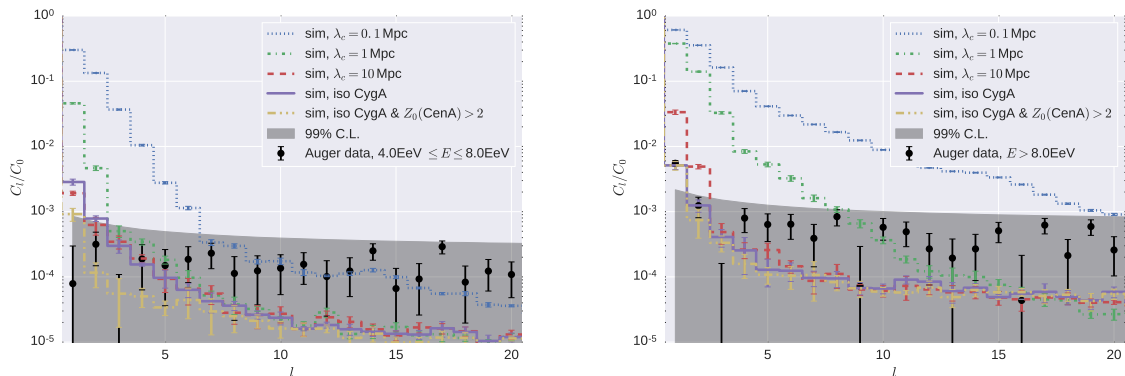 10⁰
10⁻¹
10⁻²
10⁻³
10⁻⁴
10⁻⁵
C_l/C_0
5 10 15 20
l
sim, λ_c = 0.1 Mpc
sim, λ_c = 1 Mpc
sim, λ_c = 10 Mpc
sim, iso CygA
sim, iso CygA & Z_0(CenA) > 2
99% C.L.
Auger data, 4.0EeV ≤ E ≤ 8.0EeV
10⁰
10⁻¹
10⁻²
10⁻³
10⁻⁴
10⁻⁵
C_l/C_0
5 10 15 20
l
sim, λ_c = 0.1 Mpc
sim, λ_c = 1 Mpc
sim, λ_c = 10 Mpc
sim, iso CygA
sim, iso CygA & Z_0(CenA) > 2
99% C.L.
Auger data, E > 8.0EeV